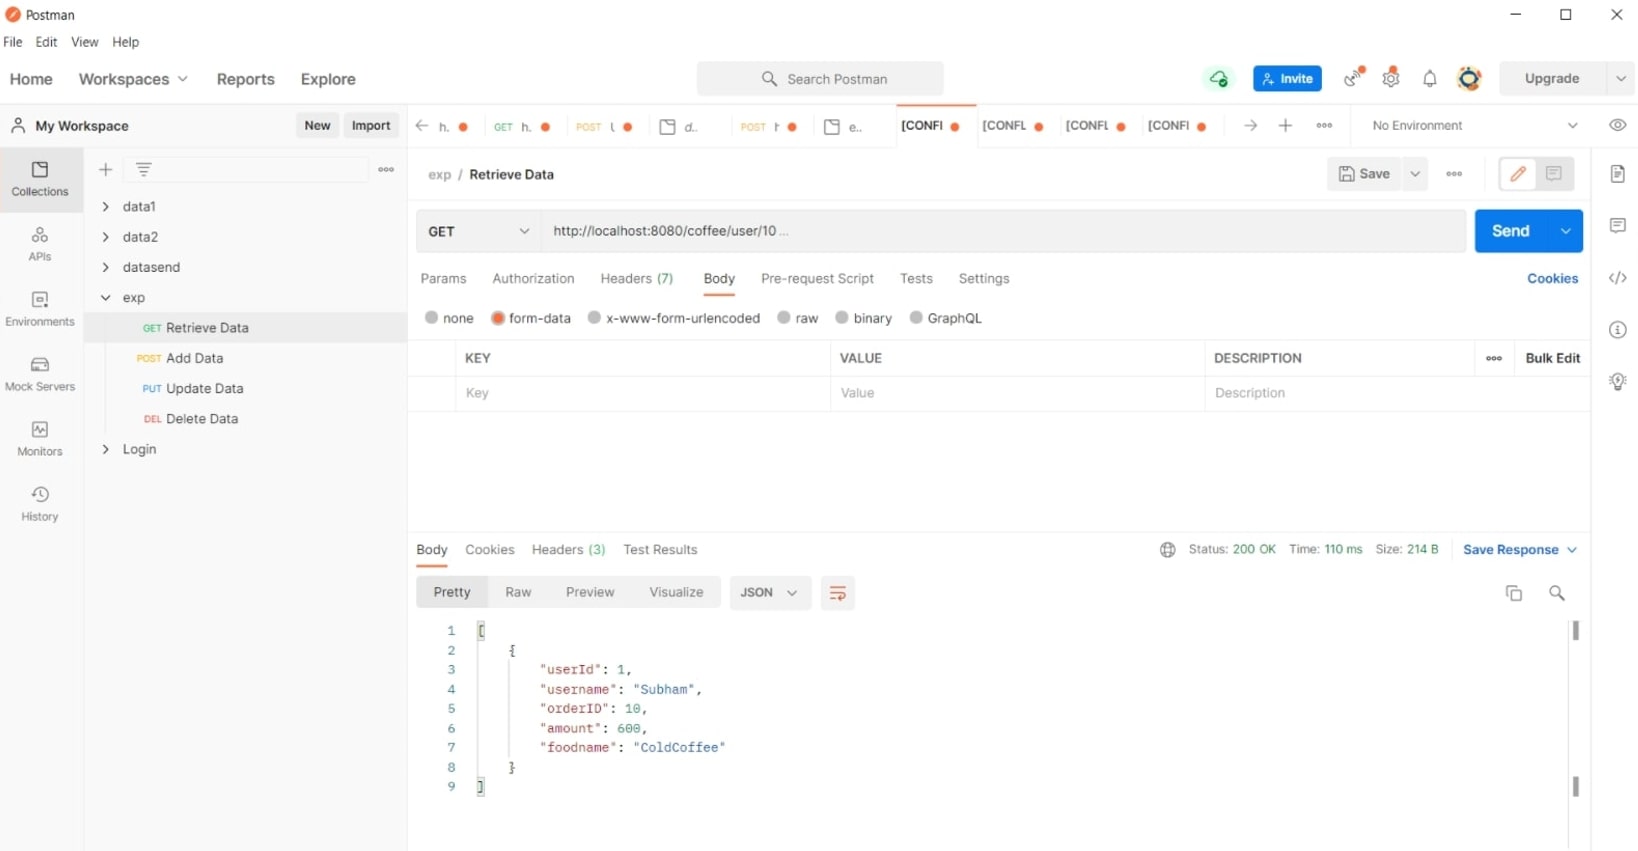 Postman
File Edit View Help
Home Workspaces Reports Explore
Search Postman
Invite
Upgrade
My Workspace New Import
h. GET h. POST d.. POST e.. [CONFI [CONFL [CONFL [CONFI
No Environment
Collections
APIs
Environments
Mock Servers
Monitors
History
data1
data2
datasend
exp
GET Retrieve Data
POST Add Data
PUT Update Data
DEL Delete Data
Login
exp / Retrieve Data
Save
GET http://localhost:8080/coffee/user/10 ...
Send
Params Authorization Headers (7) Body Pre-request Script Tests Settings Cookies
none form-data x-www-form-urlencoded raw binary GraphQL
KEY VALUE DESCRIPTION Bulk Edit
Key Value Description
Body Cookies Headers (3) Test Results
Status: 200 OK Time: 110 ms Size: 214 B Save Response
Pretty Raw Preview Visualize JSON
1 [
2 {
3 "userId": 1,
4 "username": "Subham",
5 "orderID": 10,
6 "amount": 600,
7 "foodname": "ColdCoffee"
8 }
9 ]